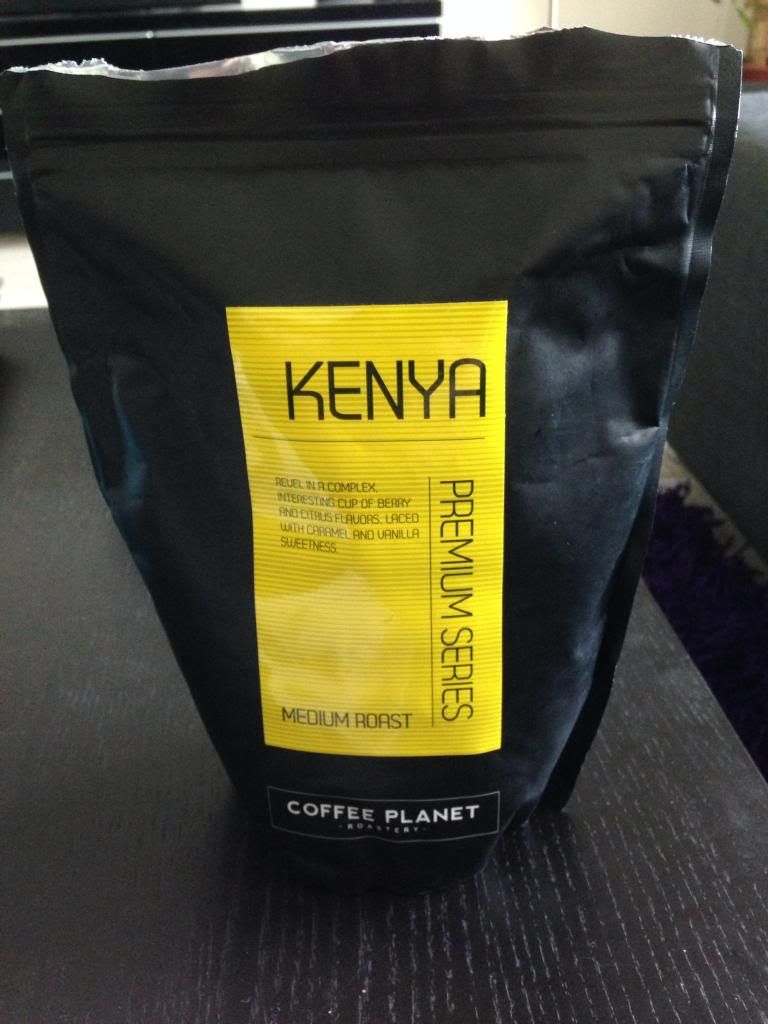 KENYA
REVEL IN A COMPLEX,
INTERESTING CUP OF BERRY
AND CITRUS FLAVORS, LACED
WITH CARAMEL AND VANILLA
SWEETNESS.
PREMIUM SERIES
MEDIUM ROAST
COFFEE PLANET
-ROASTERY-